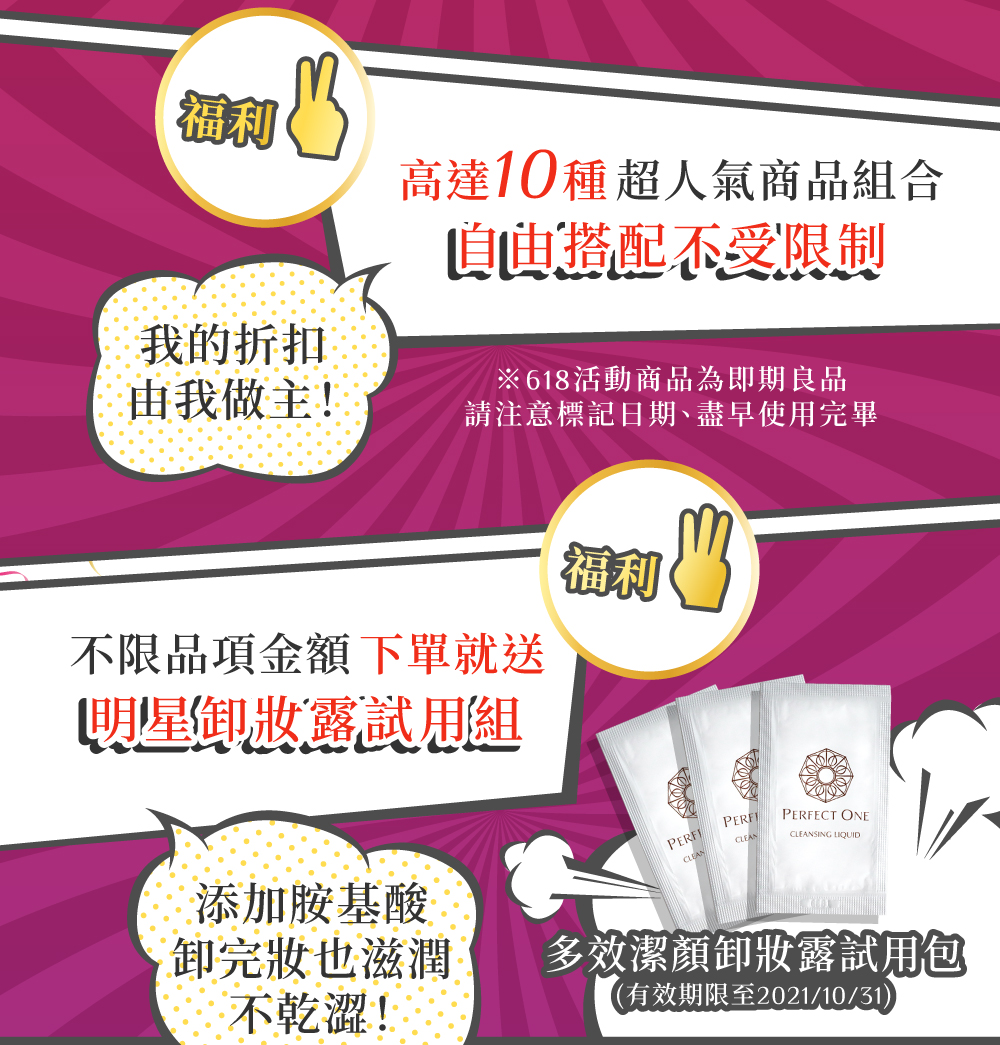 福利
高達10種 超人氣商品組合
自由搭配不受限制
我的折扣
由我做主!
※618活動商品為即期良品
請注意標記日期、盡早使用完畢
福利
不限品項金額 下單就送
明星卸妝露試用組
PERFECT ONE
CLEANSING LIQUID
PERFE
CLEAN
PERFE
CLEAN
添加胺基酸
卸完妝也滋潤
不乾澀!
多效潔顏卸妝露試用包
(有效期限至2021/10/31)